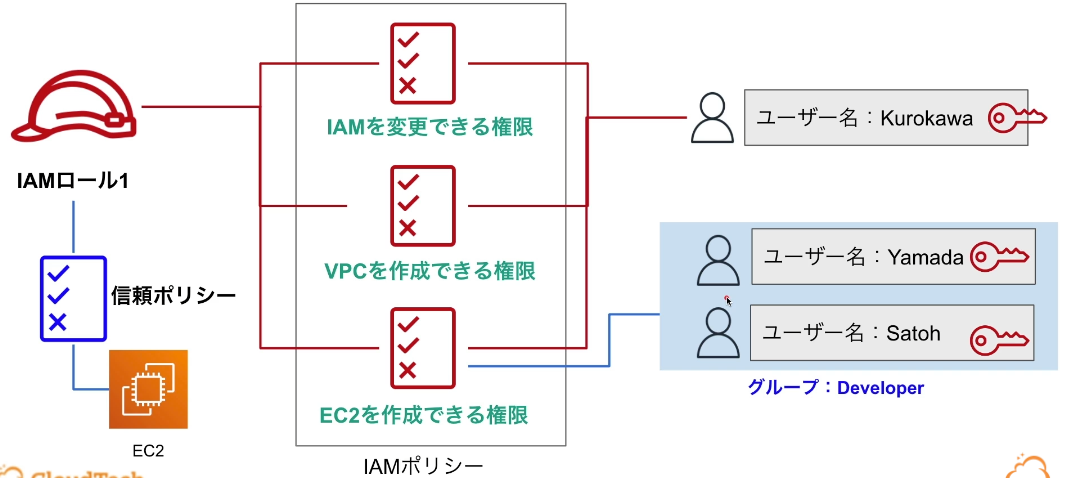 IAMを変更できる権限
ユーザー名：Kurokawa
IAMロール1
VPCを作成できる権限
ユーザー名：Yamada
信頼ポリシー
ユーザー名：Satoh
グループ：Developer
EC2を作成できる権限
EC2
IAMポリシー
CloudTech